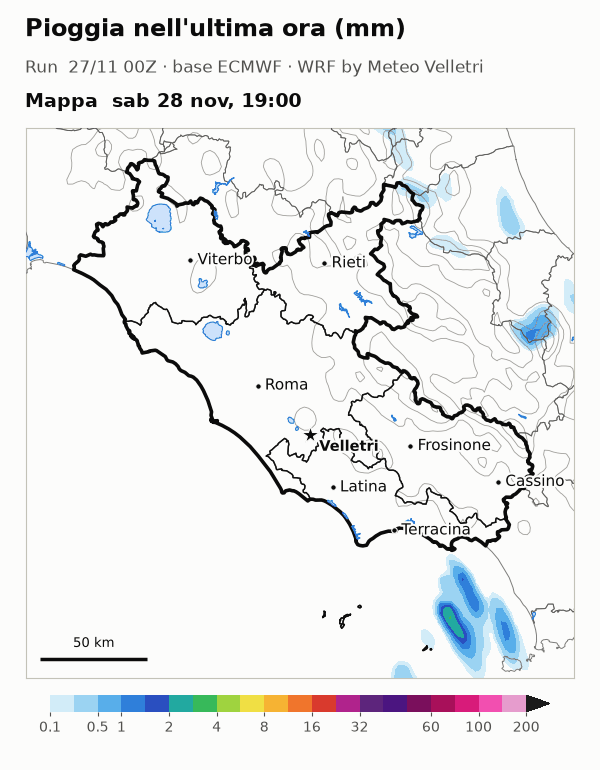 Pioggia nell'ultima ora (mm)
Run  27/11 00Z · base ECMWF · WRF by Meteo Velletri
Mappa  sab 28 nov, 19:00
Viterbo
Rieti
Roma
Velletri
Frosinone
Latina
Cassino
Terracina
50 km
0.1 0.5 1 2 4 8 16 32 60 100 200